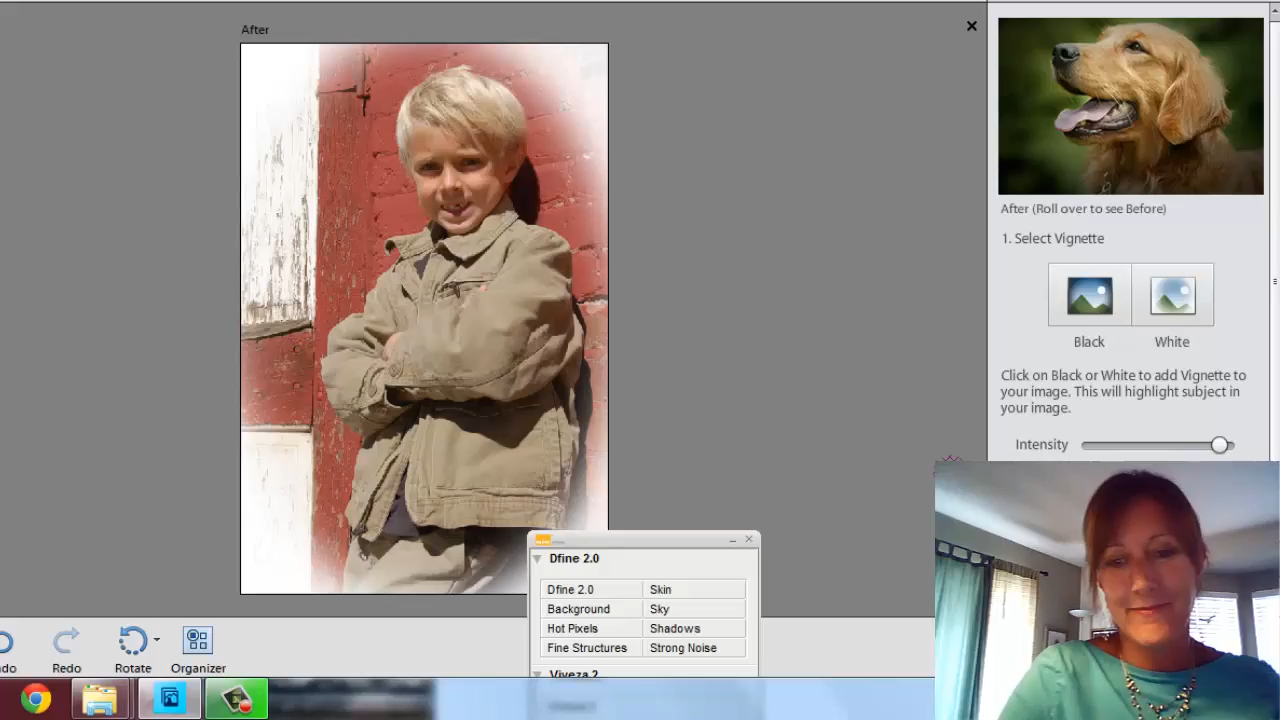 After
After (Roll over to see Before)
1. Select Vignette
Black White
Click on Black or White to add Vignette to
your image. This will highlight subject in
your image.
Intensity
Dfine 2.0
Dfine 2.0 Skin
Background Sky
Hot Pixels Shadows
Fine Structures Strong Noise
Viveza 2
Redo Rotate Organizer